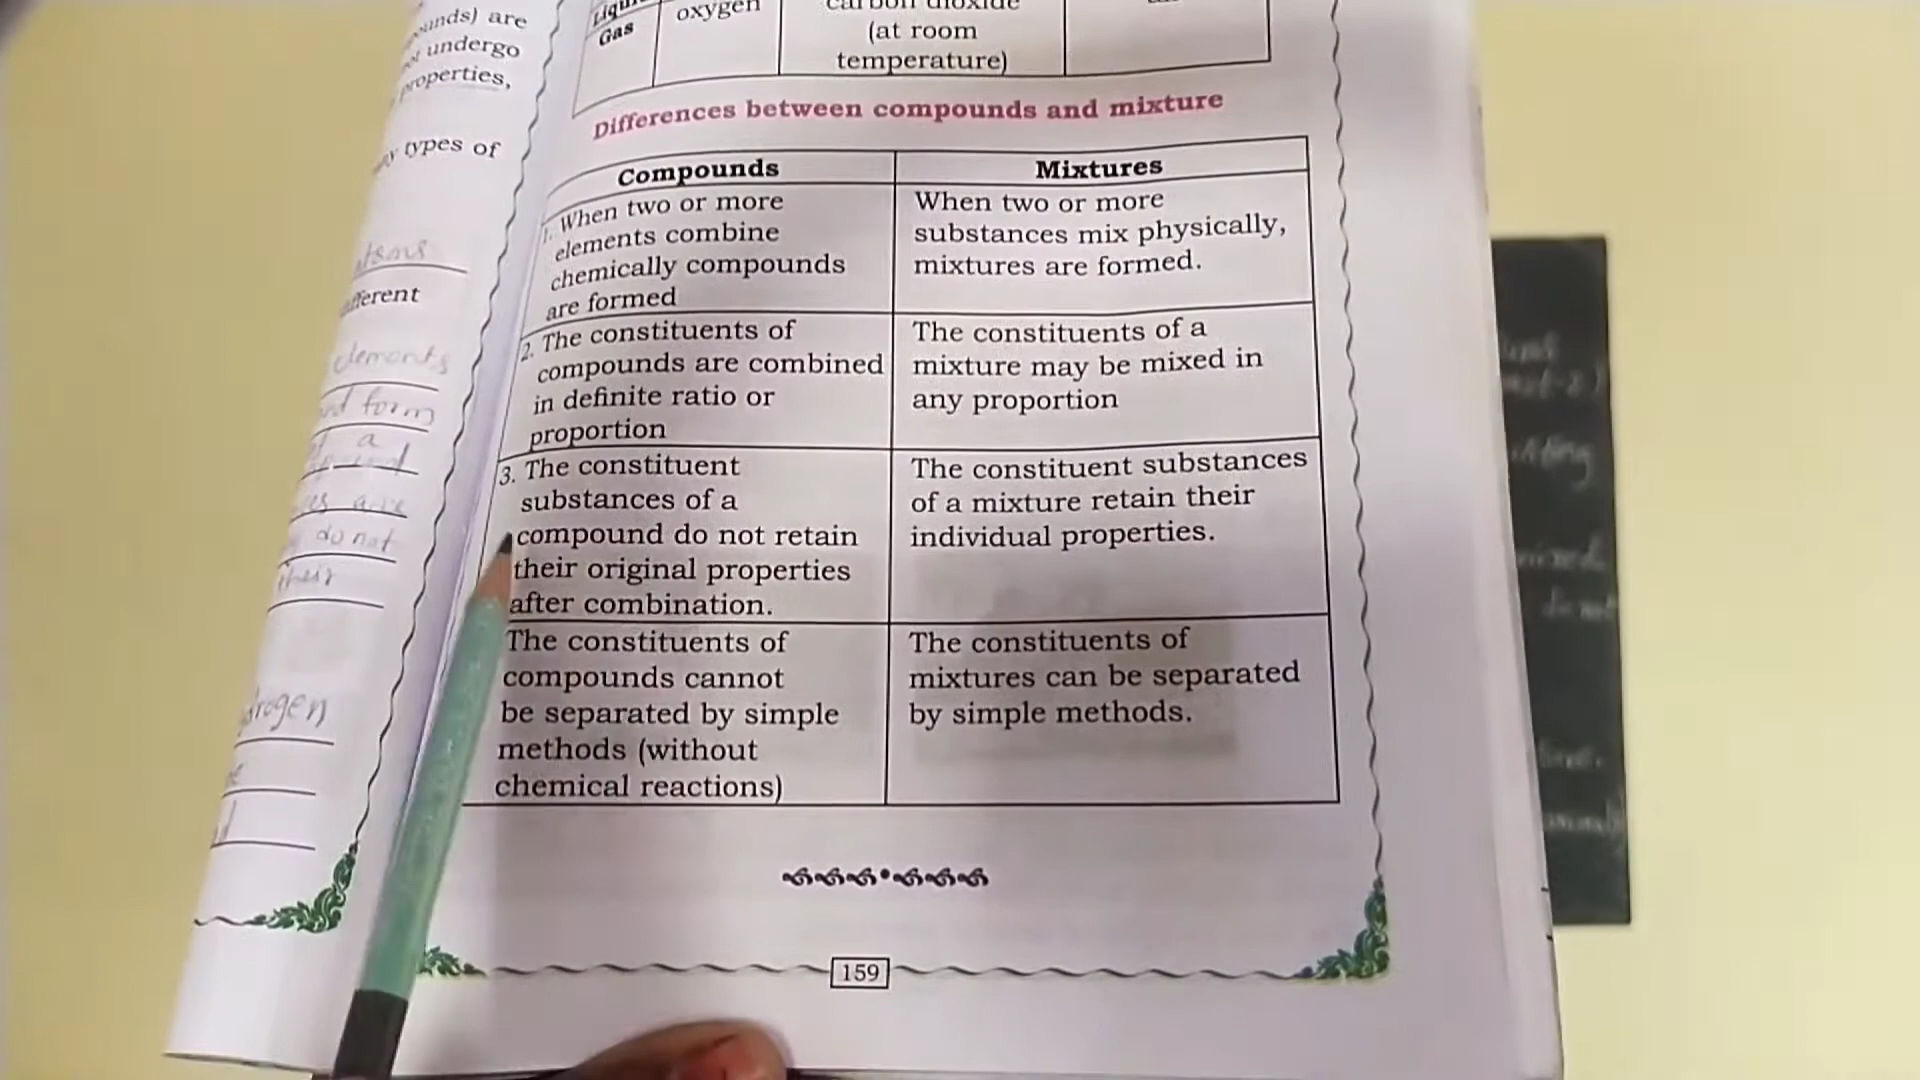 are
undergo
properties,
types of
elements
form
a
do not
Gas
oxygen
(at room
temperature)
Differences between compounds and mixture
Compounds
Mixtures
1. When two or more
elements combine
chemically compounds
are formed
When two or more
substances mix physically,
mixtures are formed.
2. The constituents of
compounds are combined
in definite ratio or
proportion
The constituents of a
mixture may be mixed in
any proportion
3. The constituent
substances of a
compound do not retain
their original properties
after combination.
The constituent substances
of a mixture retain their
individual properties.
The constituents of
compounds cannot
be separated by simple
methods (without
chemical reactions)
The constituents of
mixtures can be separated
by simple methods.
159